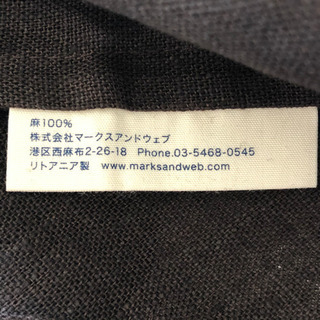 麻100%
株式会社マークスアンドウェブ
港区西麻布2-26-18 Phone.03-5468-0545
リトアニア製 www.marksandweb.com